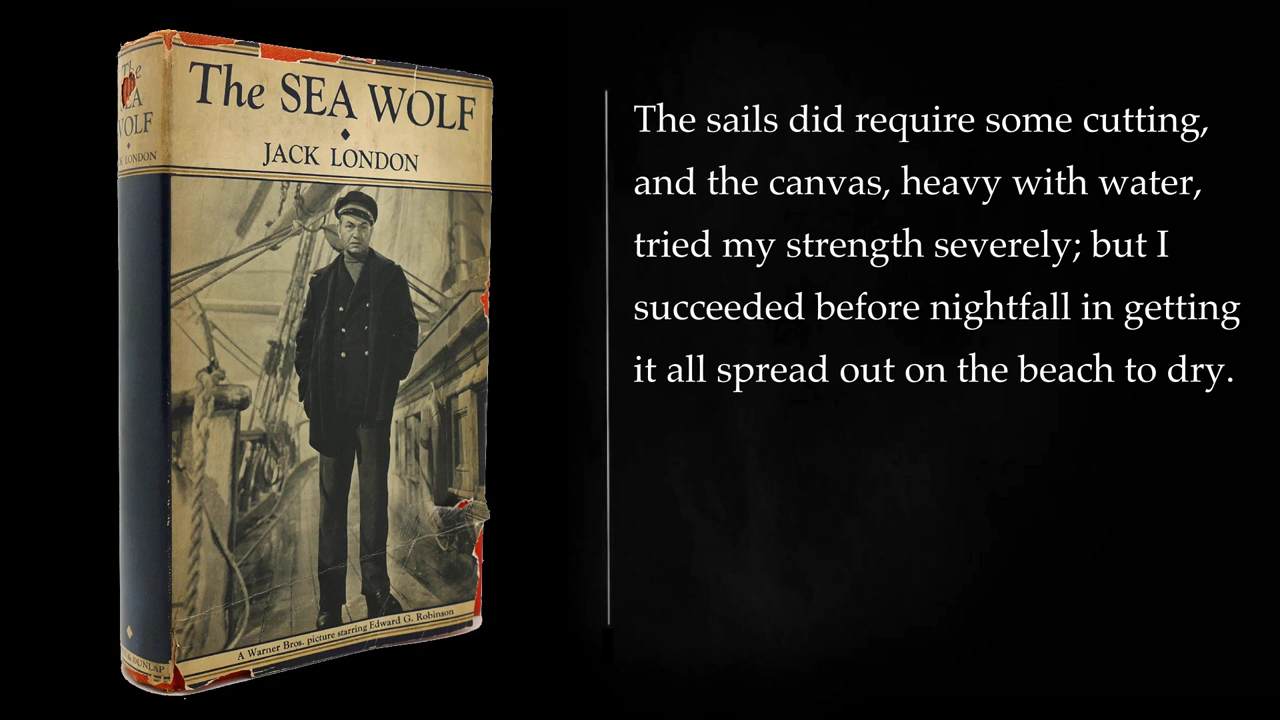 The SEA WOLF
JACK LONDON
The
WOLF
LONDON
A Warner Bros. picture starring Edward G. Robinson
DUNLAP
The sails did require some cutting,
and the canvas, heavy with water,
tried my strength severely; but I
succeeded before nightfall in getting
it all spread out on the beach to dry.